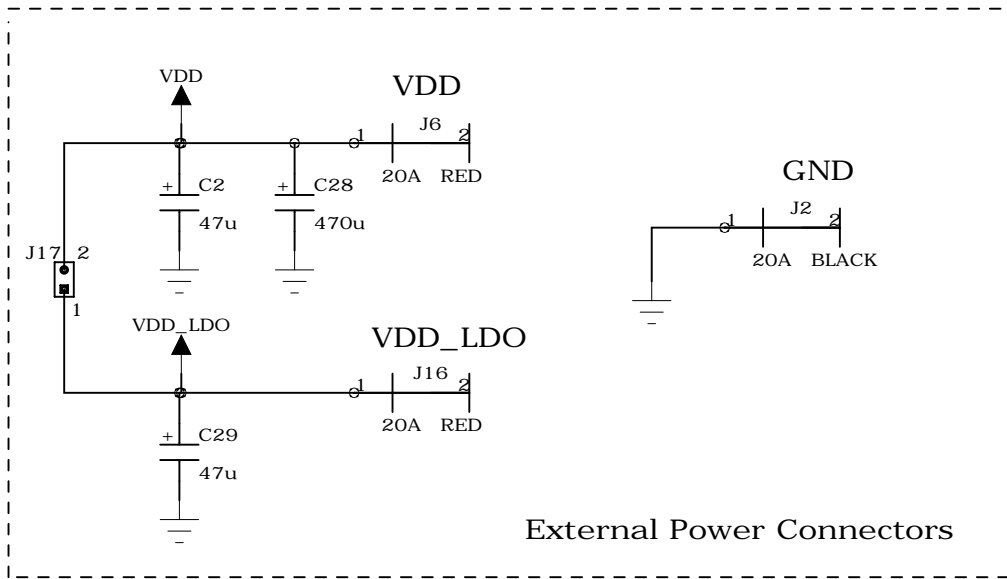 VDD
VDD
1 J6 2
20A RED
+ C2
47u
+ C28
470u
GND
1 J2 2
20A BLACK
J17 2
1
VDD_LDO
VDD_LDO
1 J16 2
20A RED
+ C29
47u
External Power Connectors